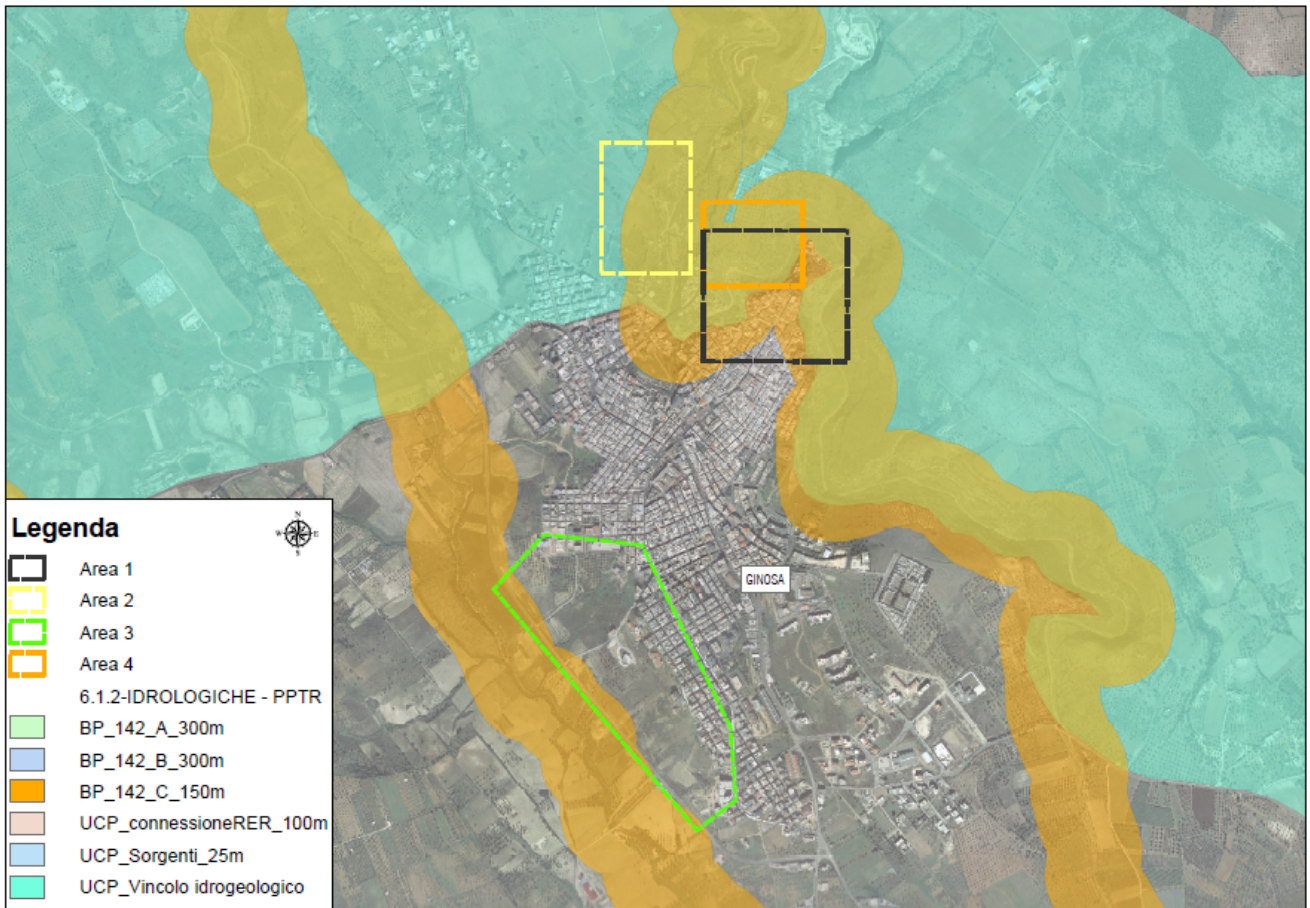 GINOSA
Legenda
N
W E
S
Area 1
Area 2
Area 3
Area 4
6.1.2-IDROLOGICHE - PPTR
BP_142_A_300m
BP_142_B_300m
BP_142_C_150m
UCP_connessioneRER_100m
UCP_Sorgenti_25m
UCP_Vincolo idrogeologico